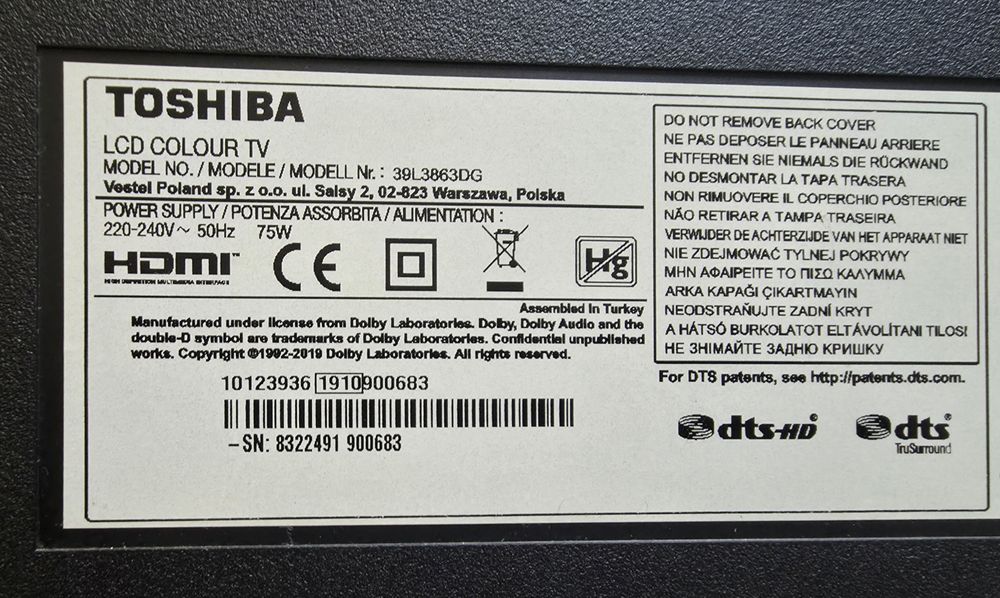 TOSHIBA
LCD COLOUR TV
MODEL NO. / MODELE / MODELL Nr. : 39L3863DG
Vestel Poland sp. z o.o. ul. Salsy 2, 02-823 Warszawa, Polska
POWER SUPPLY / POTENZA ASSORBITA / ALIMENTATION :
220-240V~ 50Hz 75W
HDMI™
HIGH DEFINITION MULTIMEDIA INTERFACE
CE
Hg
Assembled in Turkey
Manufactured under license from Dolby Laboratories. Dolby, Dolby Audio and the
double-D symbol are trademarks of Dolby Laboratories. Confidential unpublished
works. Copyright ©1992-2019 Dolby Laboratories. All rights reserved.
10123936 1910900683
-SN: 8322491 900683
DO NOT REMOVE BACK COVER
NE PAS DEPOSER LE PANNEAU ARRIERE
ENTFERNEN SIE NIEMALS DIE RÜCKWAND
NO DESMONTAR LA TAPA TRASERA
NON RIMUOVERE IL COPERCHIO POSTERIORE
NÃO RETIRAR A TAMPA TRASEIRA
VERWIJDER DE ACHTERZIJDE VAN HET APPARAAT NIET
NIE ZDEJMOWAĆ TYLNEJ POKRYWY
ΜΗΝ ΑΦΑΙΡΕΙΤΕ ΤΟ ΠΙΣΩ ΚΑΛΥΜΜΑ
ARKA KAPAĞI ÇIKARTMAYIN
NEODSTRAŇUJTE ZADNÍ KRYT
A HÁTSÓ BURKOLATOT ELTÁVOLÍTANI TILOS!
НЕ ЗНІМАЙТЕ ЗАДНЮ КРИШКУ
For DTS patents, see http://patents.dts.com.
dts-HD®
dts®
TruSurround